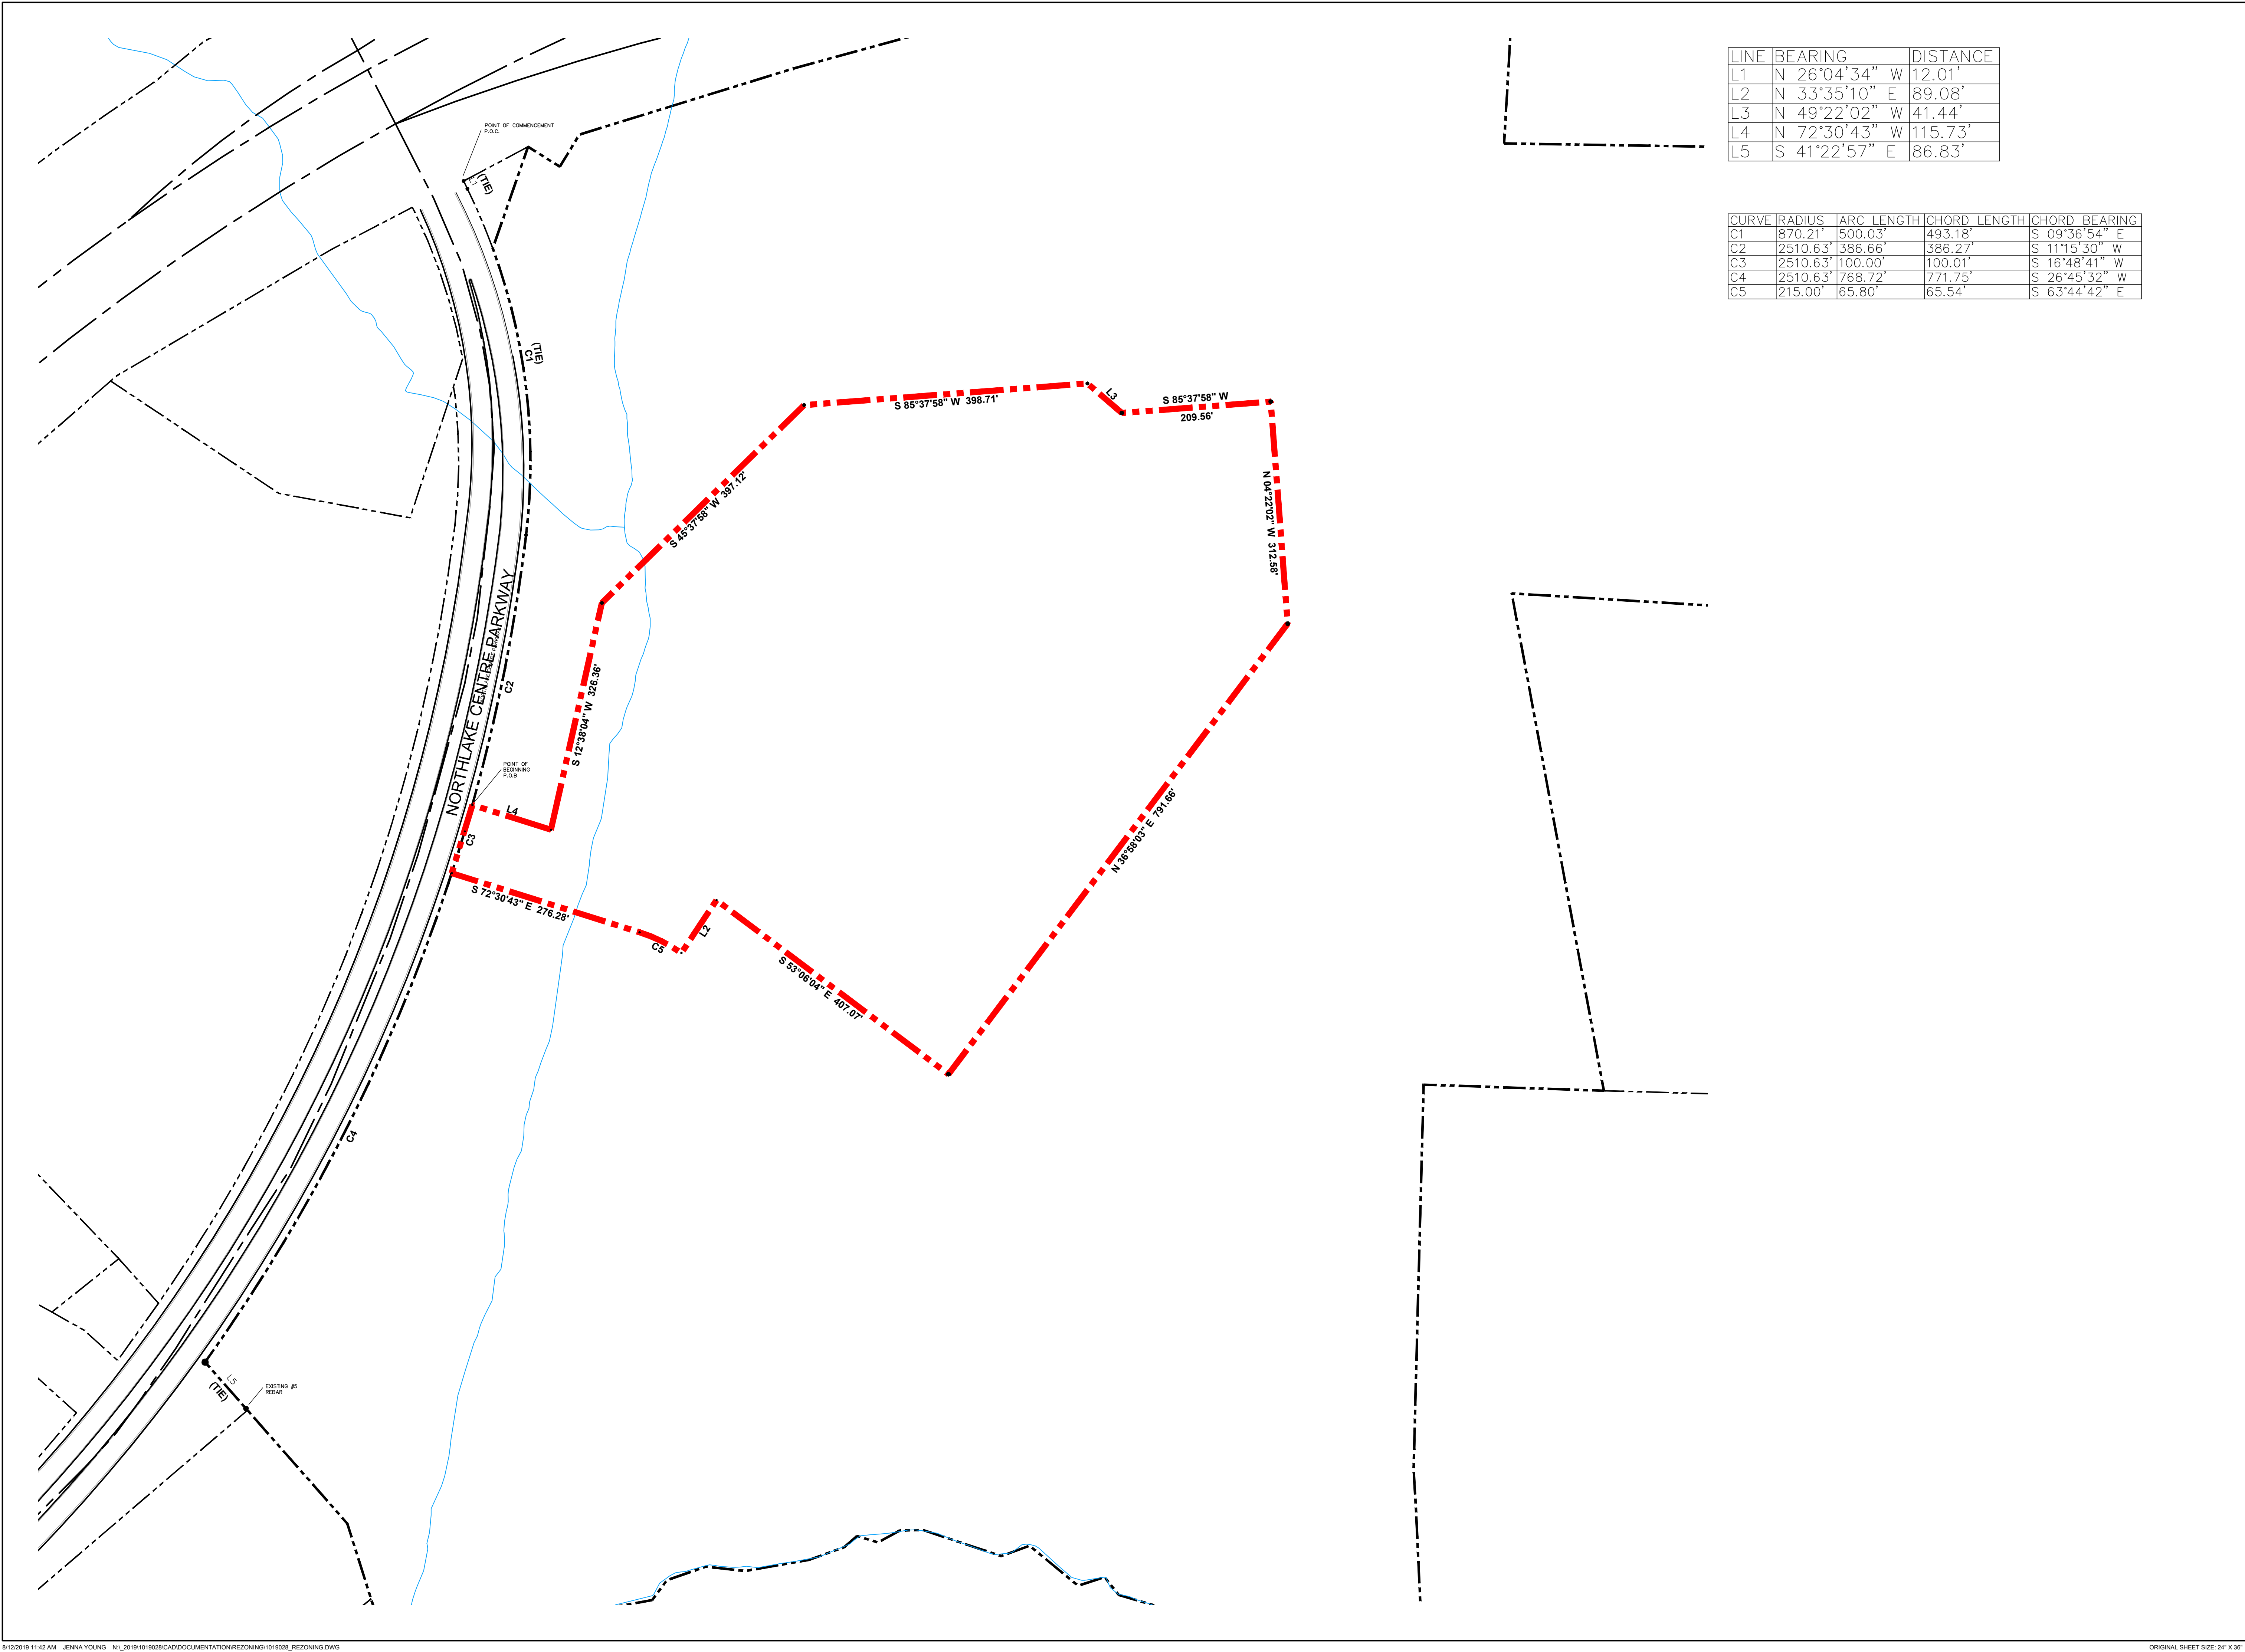 LINE BEARING DISTANCE
L1 N 26°04'34" W 12.01'
L2 N 33°35'10" E 89.08'
L3 N 49°22'02" W 41.44'
L4 N 72°30'43" W 115.73'
L5 S 41°22'57" E 86.83'
CURVE RADIUS ARC LENGTH CHORD LENGTH CHORD BEARING
C1 870.21' 500.03' 493.18' S 09°36'54" E
C2 2510.63' 386.66' 386.27' S 11°15'30" W
C3 2510.63' 100.00' 100.01' S 16°48'41" W
C4 2510.63' 768.72' 771.75' S 26°45'32" W
C5 215.00' 65.80' 65.54' S 63°44'42" E
POINT OF COMMENCEMENT
P.O.C.
L1
(TIE)
(TIE)
C1
S 85°37'58" W 398.71'
L3
S 85°37'58" W
209.56'
S 45°37'58" W 397.12'
N 04°22'02" W 312.58'
NORTHLAKE CENTRE PARKWAY
C2
S 12°38'04" W 326.36'
POINT OF
BEGINNING
P.O.B
L4
C3
S 72°30'43" E 276.28'
C5
L2
S 53°06'04" E 407.07'
N 36°58'03" E 791.66'
C4
L5
(TIE)
EXISTING #5
REBAR
8/12/2019 11:42 AM JENNA YOUNG N:\_2019\1019028\CAD\DOCUMENTATION\REZONING\1019028_REZONING.DWG
ORIGINAL SHEET SIZE: 24" X 36"